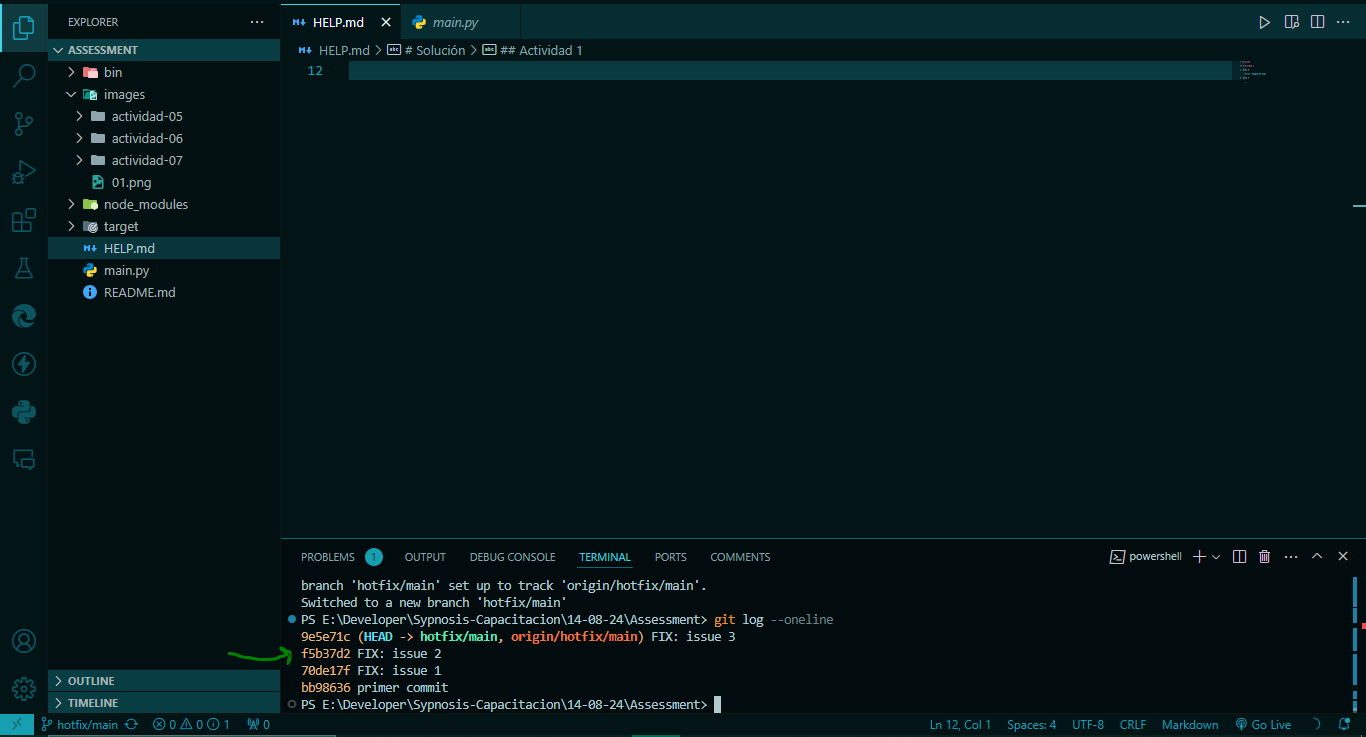 EXPLORER
HELP.md
main.py
ASSESSMENT
HELP.md > # Solución > ## Actividad 1
bin
12
images
actividad-05
actividad-06
actividad-07
01.png
node_modules
target
HELP.md
main.py
README.md
PROBLEMS 1 OUTPUT DEBUG CONSOLE TERMINAL PORTS COMMENTS
powershell
branch 'hotfix/main' set up to track 'origin/hotfix/main'.
Switched to a new branch 'hotfix/main'
PS E:\Developer\Sypnosis-Capacitacion\14-08-24\Assessment> git log --oneline
9e5e71c (HEAD -> hotfix/main, origin/hotfix/main) FIX: issue 3
f5b37d2 FIX: issue 2
70de17f FIX: issue 1
bb98636 primer commit
PS E:\Developer\Sypnosis-Capacitacion\14-08-24\Assessment>
OUTLINE
TIMELINE
hotfix/main 0 0 1 0
Ln 12, Col 1 Spaces: 4 UTF-8 CRLF Markdown Go Live